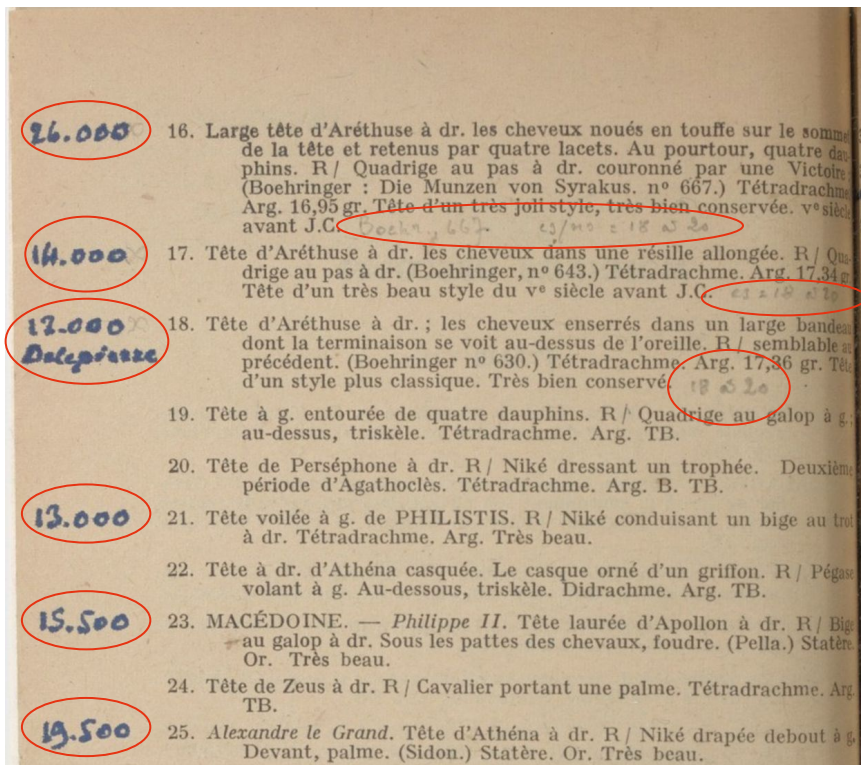 26.000
16. Large tête d'Aréthuse à dr. les cheveux noués en touffe sur le sommet
de la tête et retenus par quatre lacets. Au pourtour, quatre dau-
phins. R/ Quadrige au pas à dr. couronné par une Victoire.
(Boehringer : Die Munzen von Syrakus. nº 667.) Tétradrachme.
Arg. 16,95 gr. Tête d'un très joli style, très bien conservée. vᵉ siècle
avant J.C. Boehr, 667. = 18 à 20
14.000
17. Tête d'Aréthuse à dr. les cheveux dans une résille allongée. R/ Qua-
drige au pas à dr. (Boehringer, nº 643.) Tétradrachme. Arg. 17,34 gr.
Tête d'un très beau style du vᵉ siècle avant J.C. = 18 à 20
18. Tête d'Aréthuse à dr. ; les cheveux enserrés dans un large bandeau
dont la terminaison se voit au-dessus de l'oreille. R/ semblable au
précédent. (Boehringer nº 630.) Tétradrachme. Arg. 17,36 gr. Tête
d'un style plus classique. Très bien conservé. 18 à 20
19. Tête à g. entourée de quatre dauphins. R/ Quadrige au galop à g.;
au-dessus, triskèle. Tétradrachme. Arg. TB.
20. Tête de Perséphone à dr. R/ Niké dressant un trophée. Deuxième
période d'Agathoclès. Tétradrachme. Arg. B. TB.
13.000
21. Tête voilée à g. de PHILISTIS. R/ Niké conduisant un bige au trot
à dr. Tétradrachme. Arg. Très beau.
22. Tête à dr. d'Athéna casquée. Le casque orné d'un griffon. R/ Pégase
volant à g. Au-dessous, triskèle. Didrachme. Arg. TB.
15.500
23. MACÉDOINE. — Philippe II. Tête laurée d'Apollon à dr. R/ Bige
au galop à dr. Sous les pattes des chevaux, foudre. (Pella.) Statère.
Or. Très beau.
24. Tête de Zeus à dr. R/ Cavalier portant une palme. Tétradrachme. Arg.
TB.
19.500
25. Alexandre le Grand. Tête d'Athéna à dr. R/ Niké drapée debout à g.
Devant, palme. (Sidon.) Statère. Or. Très beau.